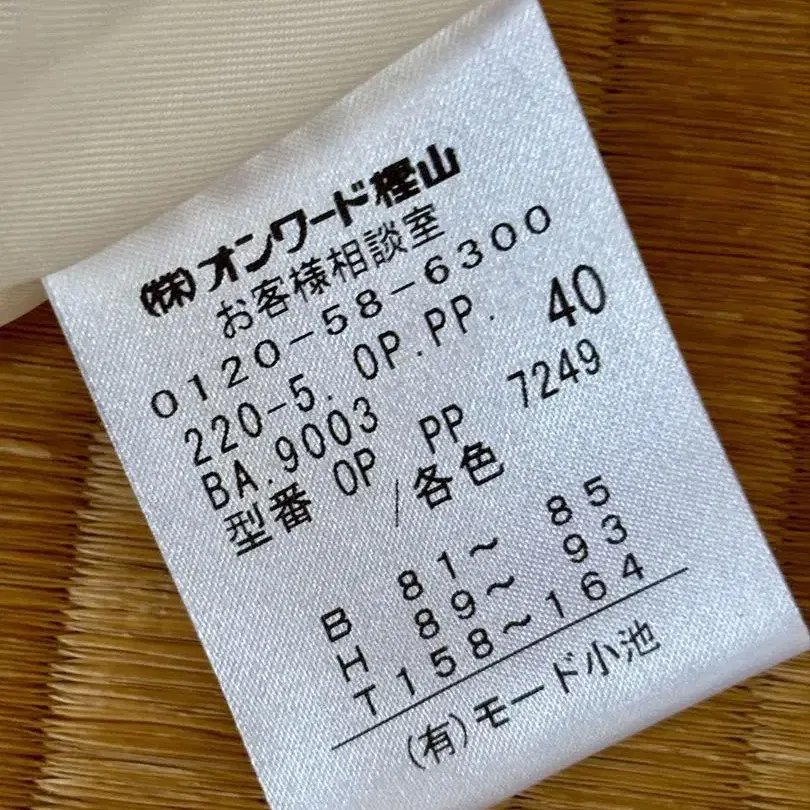 ㈱オンワード樫山
お客様相談室
0120-58-6300
220-5. OP.PP. 40
BA.9003
型番 OP PP 7249
/各色
B 81~ 85
H 89~ 93
T158~164
(有)モード小池